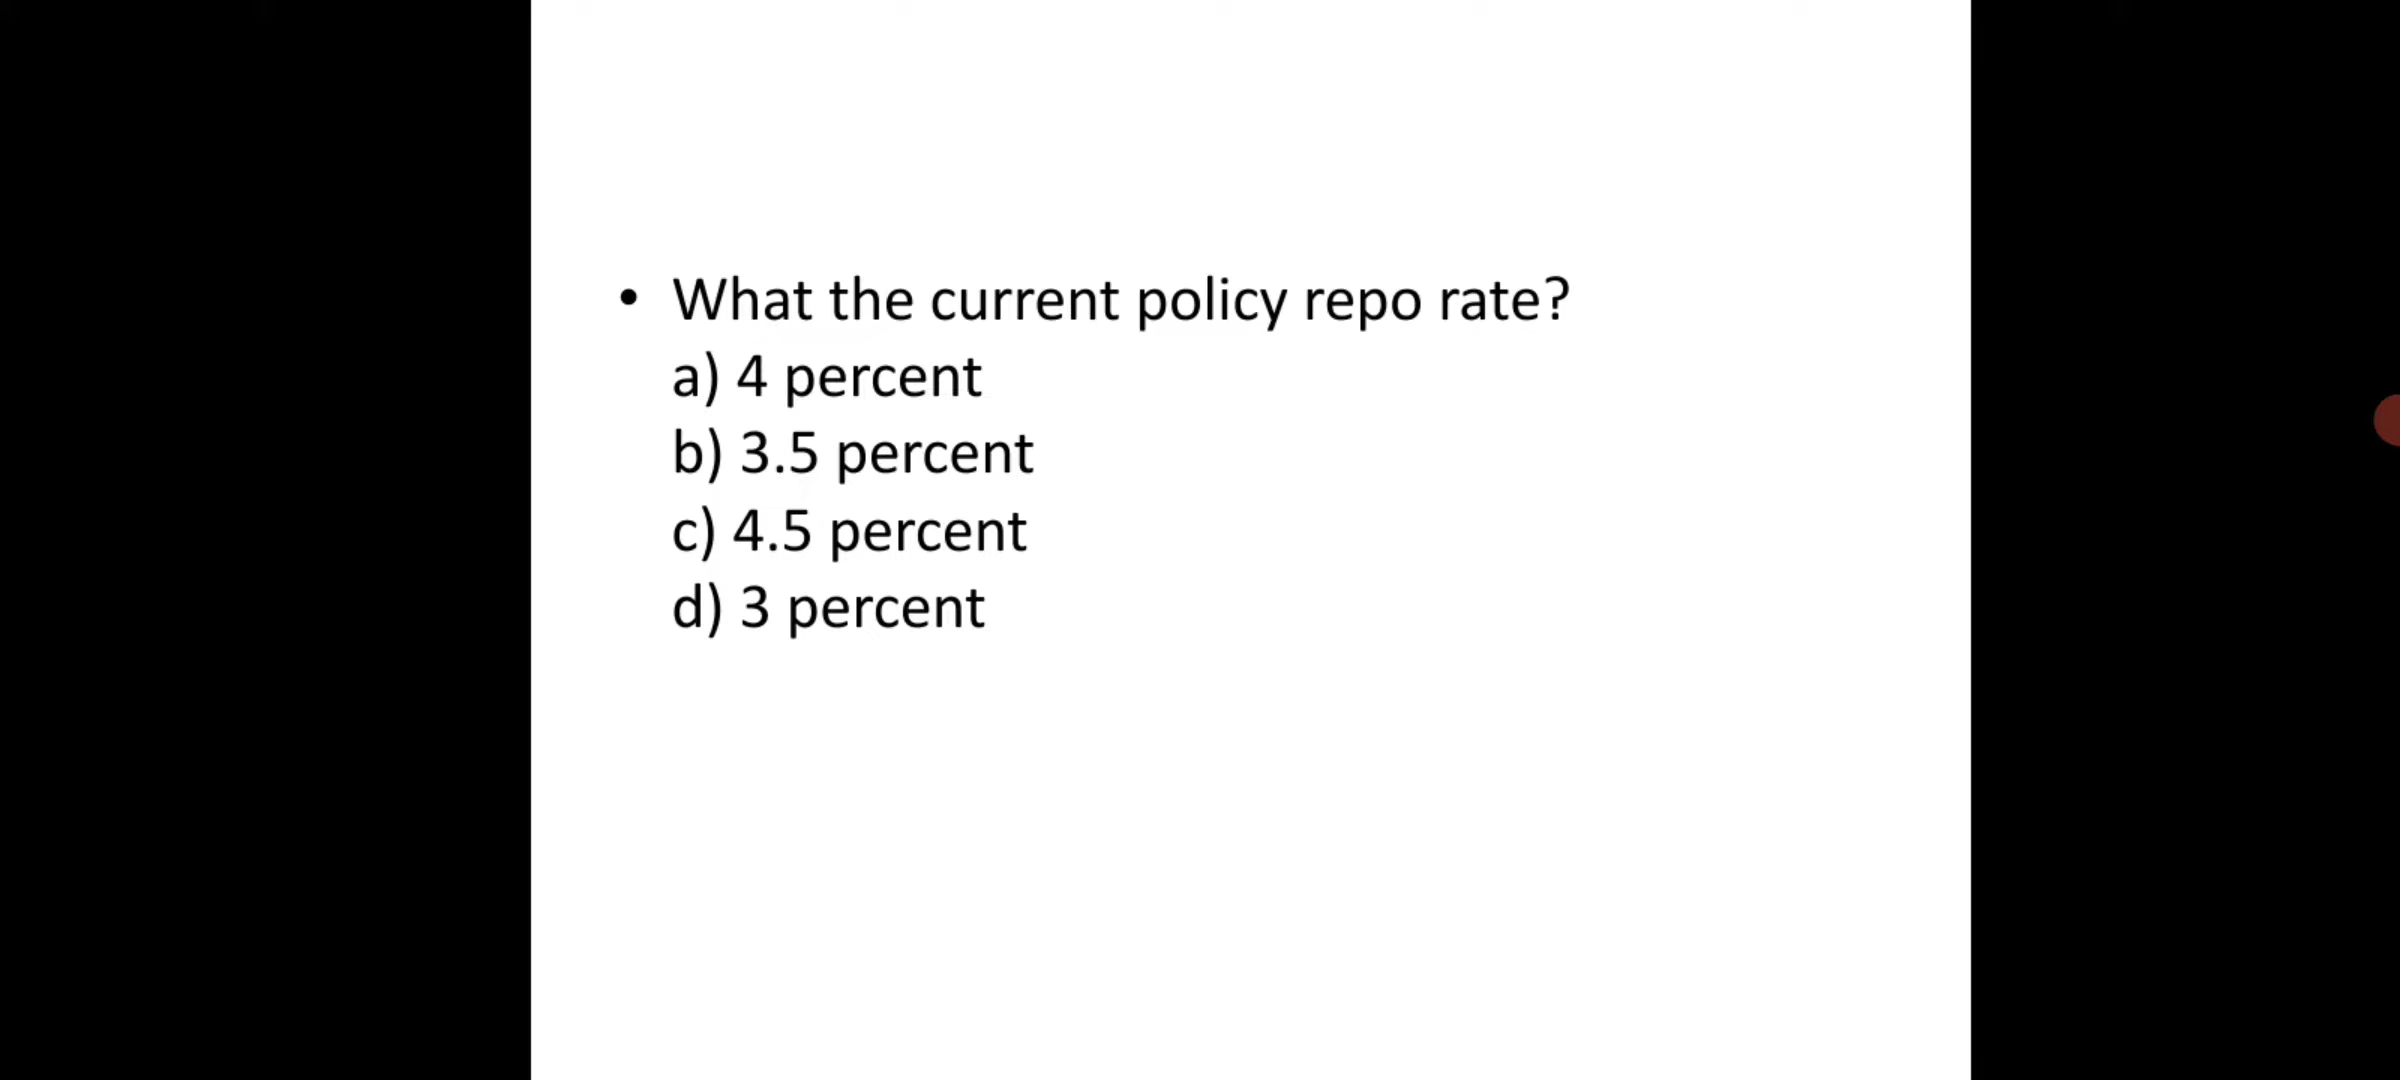 • What the current policy repo rate?
a) 4 percent
b) 3.5 percent
c) 4.5 percent
d) 3 percent